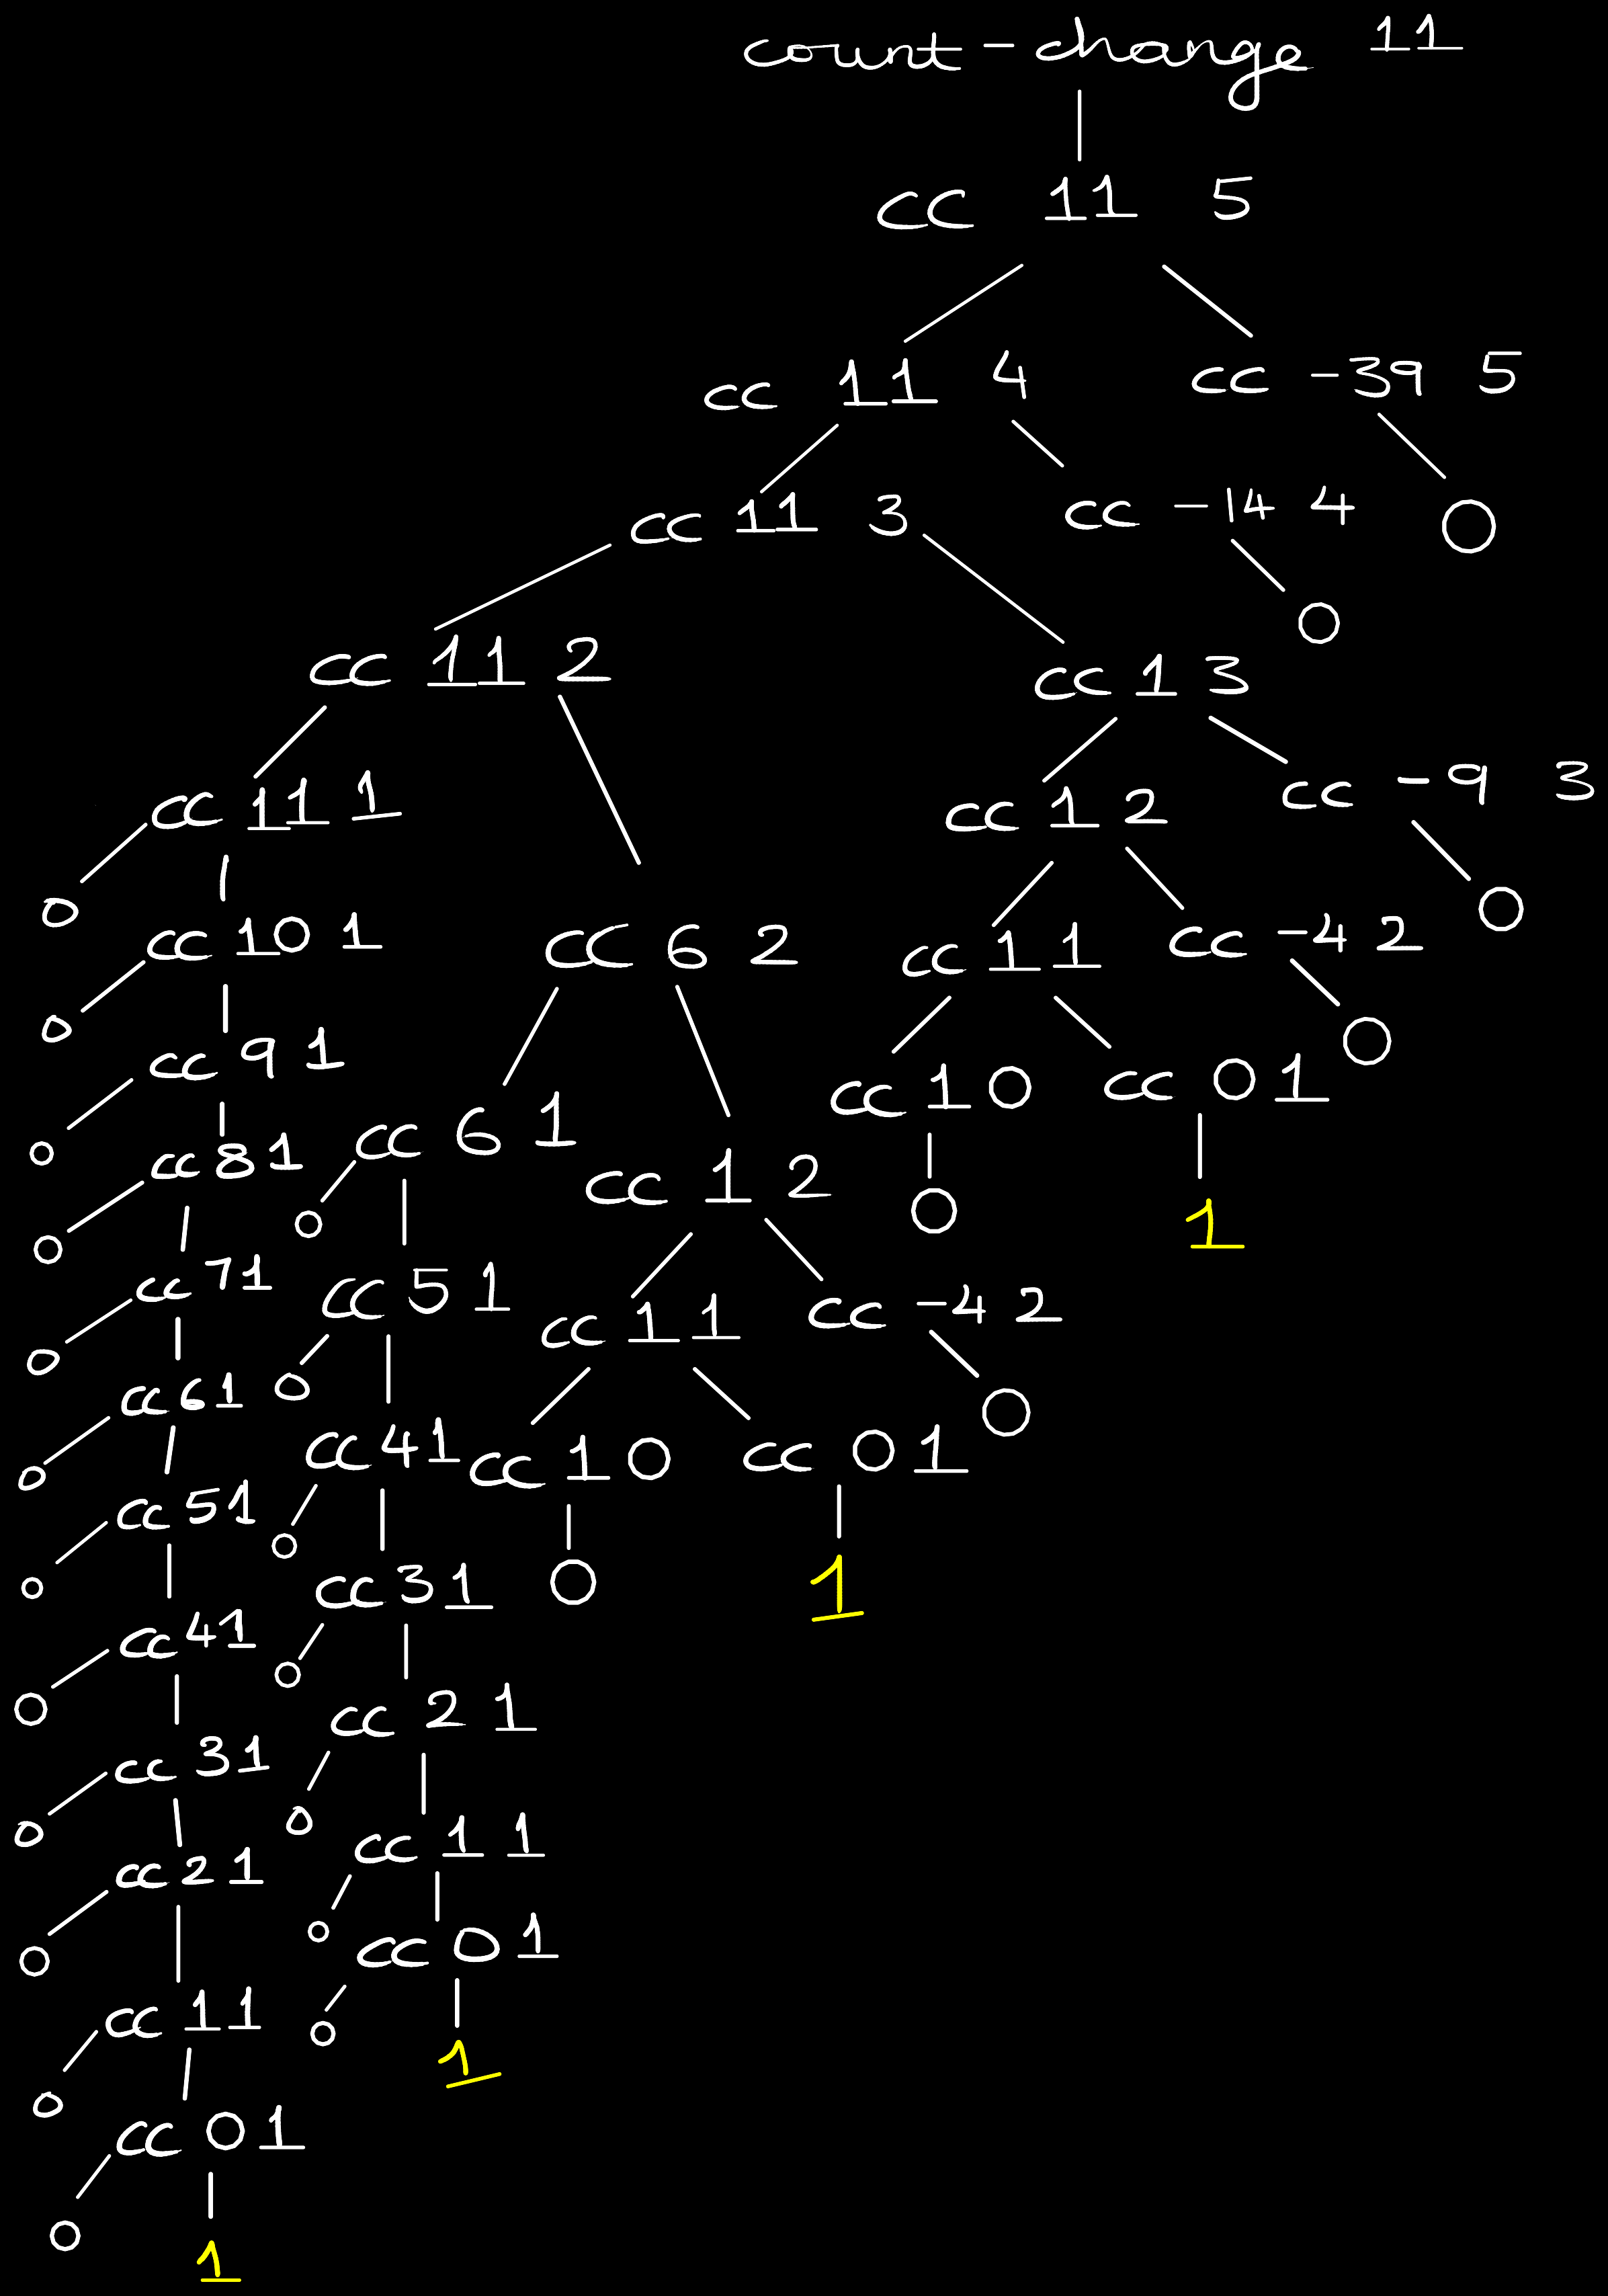 count-change 11
cc 11 5
cc 11 4 cc -39 5
cc 11 3 cc -14 4 0
0
cc 11 2 cc 1 3
cc 11 1 cc 1 2 cc -9 3
0 0
cc 10 1 cc 6 2 cc 1 1 cc -4 2
0 0
cc 9 1 cc 1 0 cc 0 1
0 cc 8 1 cc 6 1 cc 1 2
0 0 0 1
cc 7 1 cc 5 1 cc 1 1 cc -4 2
0 0 0
cc 6 1 cc 4 1 cc 1 0 cc 0 1
0 0
cc 5 1 cc 3 1 0 1
0 0
cc 4 1 cc 2 1
0 0
cc 3 1 cc 1 1
0 0
cc 2 1 cc 0 1
0 0
cc 1 1 1
0
cc 0 1
0 1